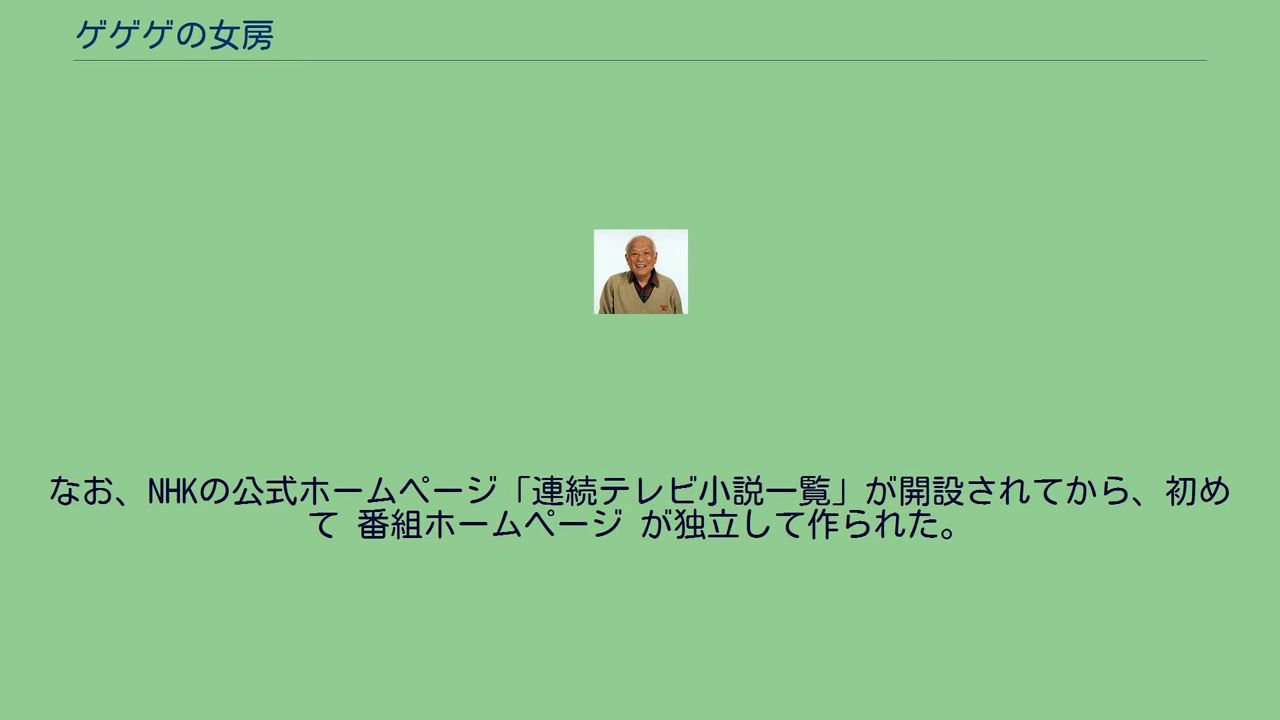 ゲゲゲの女房
なお、NHKの公式ホームページ「連続テレビ小説一覧」が開設されてから、初め
て 番組ホームページ が独立して作られた。